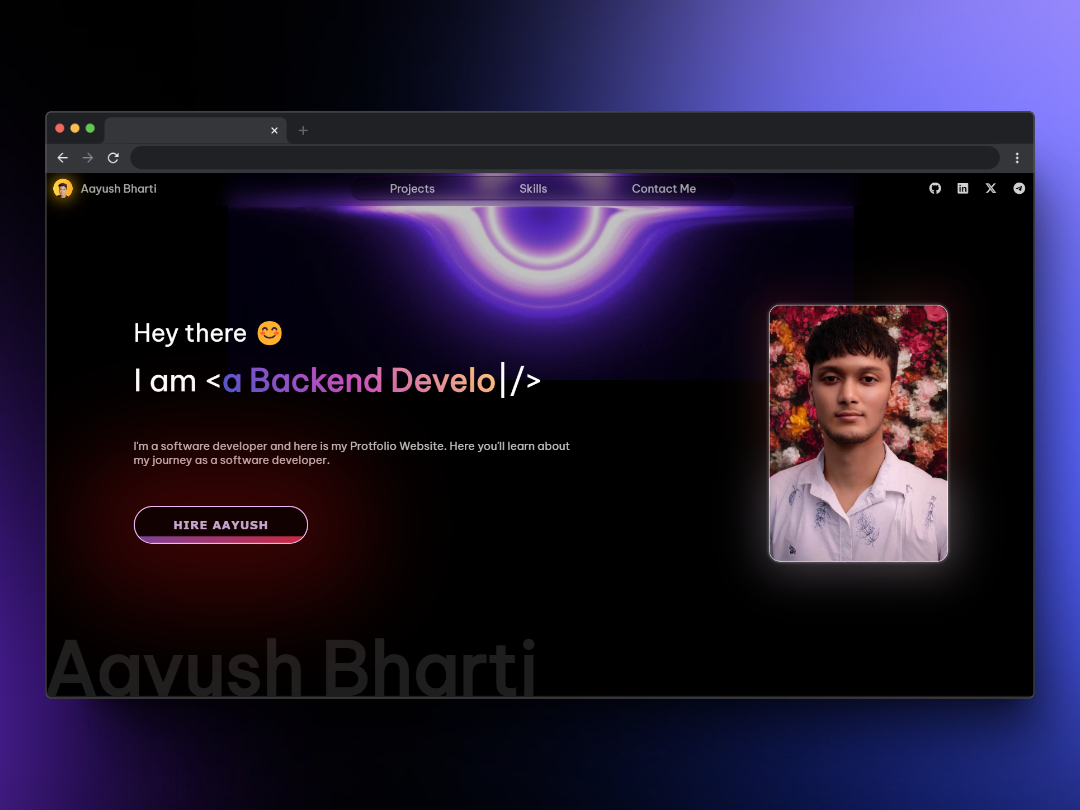 Aayush Bharti
Projects
Skills
Contact Me
Hey there 😊
I am <a Backend Develo|/>
I'm a software developer and here is my Protfolio Website. Here you'll learn about
my journey as a software developer.
HIRE AAYUSH
Aayush Bharti